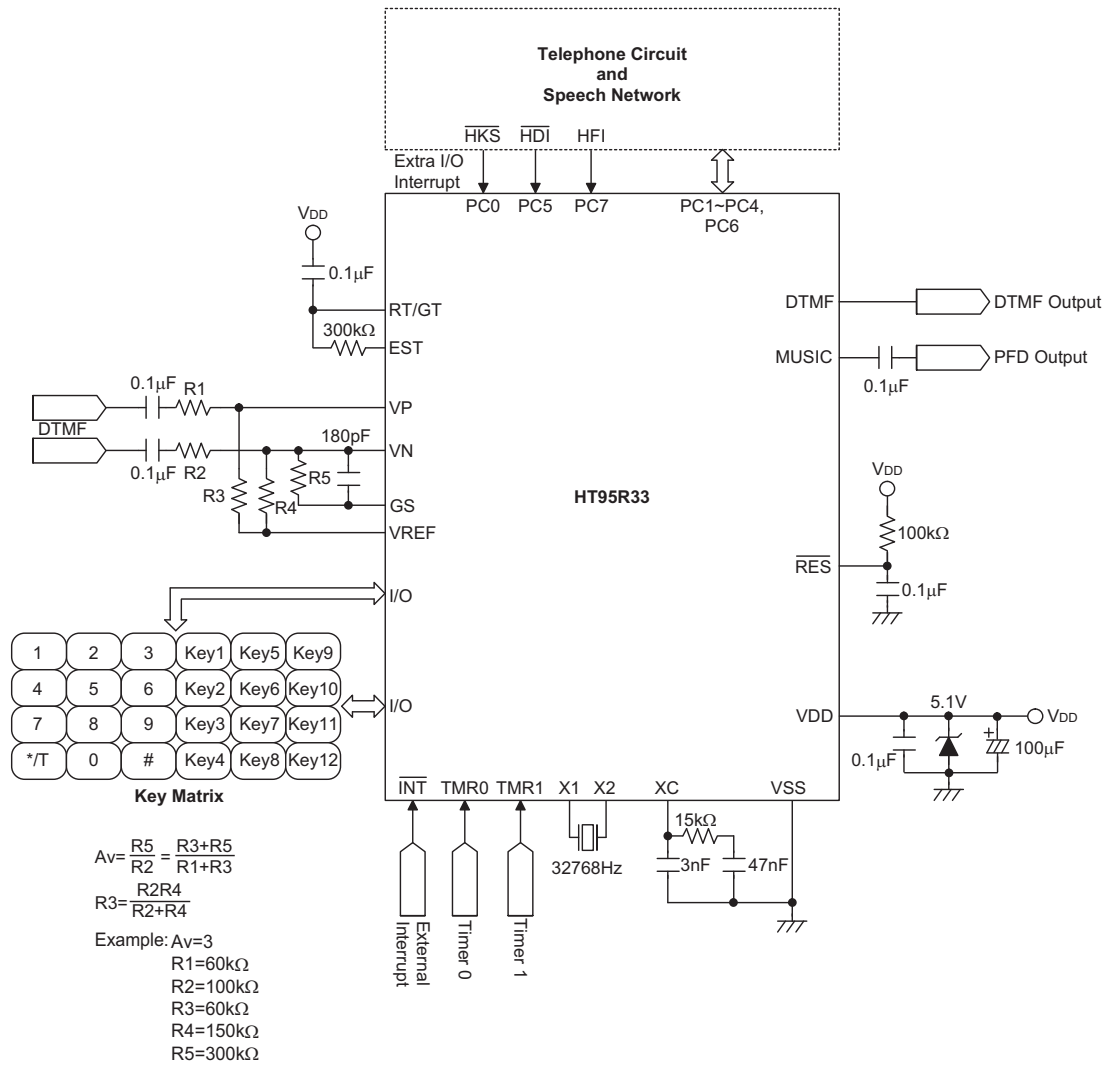 Telephone Circuit
and
Speech Network
HKS HDI HFI
Extra I/O
Interrupt
PC0 PC5 PC7 PC1~PC4,
PC6
VDD
0.1μF
RT/GT
300kΩ
EST
DTMF
DTMF Output
MUSIC
PFD Output
0.1μF
0.1μF R1
VP
DTMF
0.1μF R2
180pF
VN
R3
R4
R5
GS
VREF
HT95R33
VDD
100kΩ
RES
0.1μF
I/O
1 2 3 Key1 Key5 Key9
4 5 6 Key2 Key6 Key10
7 8 9 Key3 Key7 Key11
*/T 0 # Key4 Key8 Key12
Key Matrix
I/O
VDD
5.1V
VDD
0.1μF
+
100μF
INT TMR0 TMR1 X1 X2 XC VSS
32768Hz
15kΩ
3nF
47nF
External
Interrupt
Timer 0
Timer 1
Av=R5/R2=R3+R5/R1+R3
R3=R2R4/R2+R4
Example: Av=3
R1=60kΩ
R2=100kΩ
R3=60kΩ
R4=150kΩ
R5=300kΩ